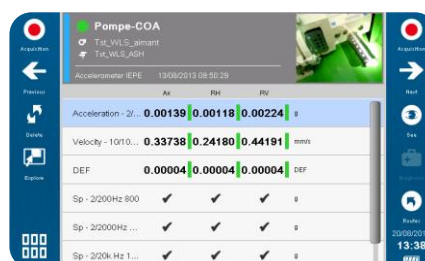 Pompe-COA
Tst_WLS_aimant
Tst_WLS_ASH
Accelerometer IEPE 13/08/2013 09:50:29
Acquisition
Previous
Delete
Explore
Ax RH RV
Acceleration - 2/... 0.00139 0.00118 0.00224 g
Velocity - 10/10... 0.33738 0.24180 0.44191 mm/s
DEF 0.00004 0.00004 0.00004 DEF
Sp - 2/200Hz 800 ✔ ✔ ✔ g
Sp - 2/2000Hz ... ✔ ✔ ✔ g
Sp - 2/20k Hz 1... ✔ ✔ ✔ g
Acquisition
Next
See
Diagnosis
Routes
20/08/201
13:38